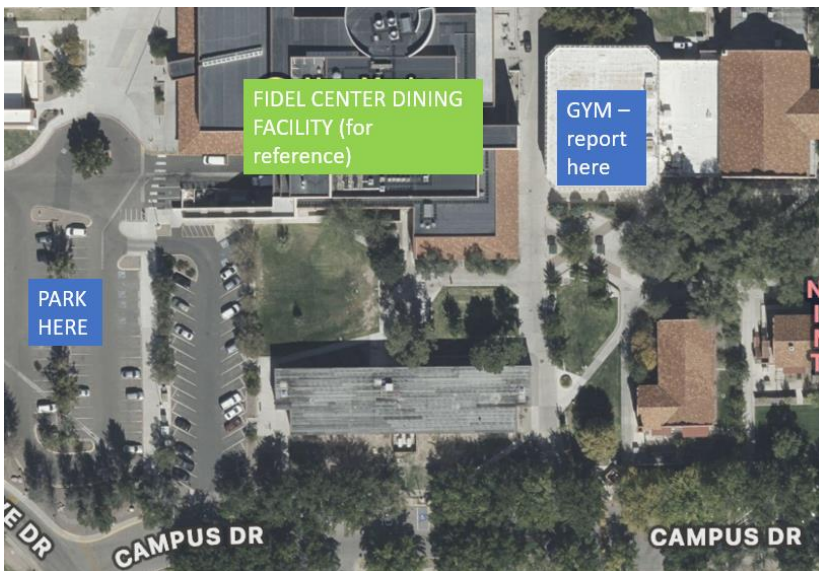 FIDEL CENTER DINING
FACILITY (for
reference)
GYM –
report
here
PARK
HERE
CAMPUS DR
CAMPUS DR